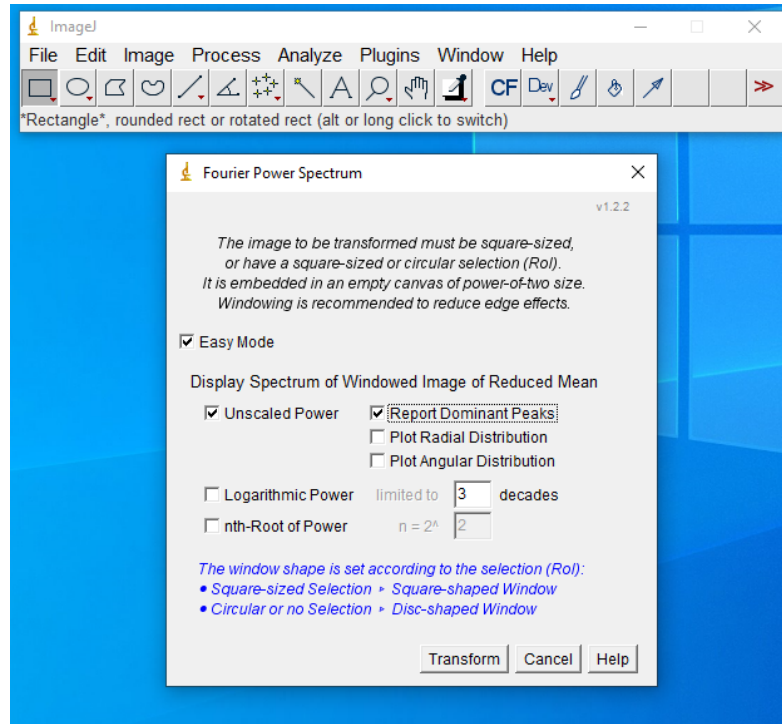 ImageJ
File Edit Image Process Analyze Plugins Window Help
A CF Dev >>
*Rectangle*, rounded rect or rotated rect (alt or long click to switch)
Fourier Power Spectrum
v1.2.2
The image to be transformed must be square-sized,
or have a square-sized or circular selection (RoI).
It is embedded in an empty canvas of power-of-two size.
Windowing is recommended to reduce edge effects.
Easy Mode
Display Spectrum of Windowed Image of Reduced Mean
Unscaled Power Report Dominant Peaks
Plot Radial Distribution
Plot Angular Distribution
Logarithmic Power limited to 3 decades
nth-Root of Power n = 2^ 2
The window shape is set according to the selection (RoI):
• Square-sized Selection ▸ Square-shaped Window
• Circular or no Selection ▸ Disc-shaped Window
Transform Cancel Help